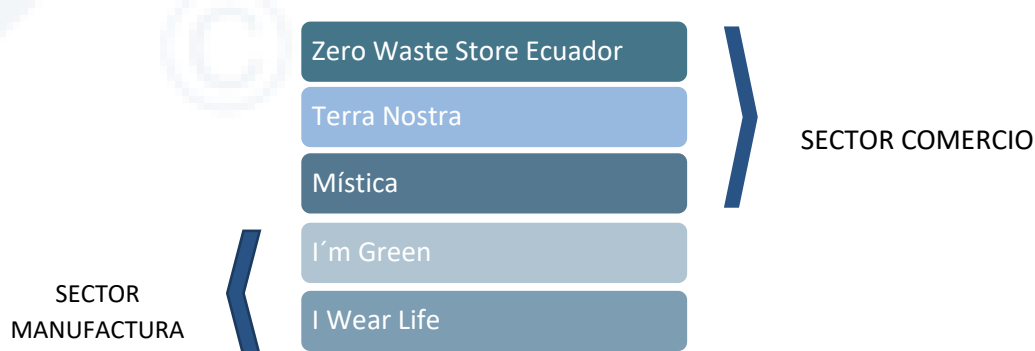 Zero Waste Store Ecuador
Terra Nostra
SECTOR COMERCIO
Mística
I´m Green
SECTOR
MANUFACTURA
I Wear Life